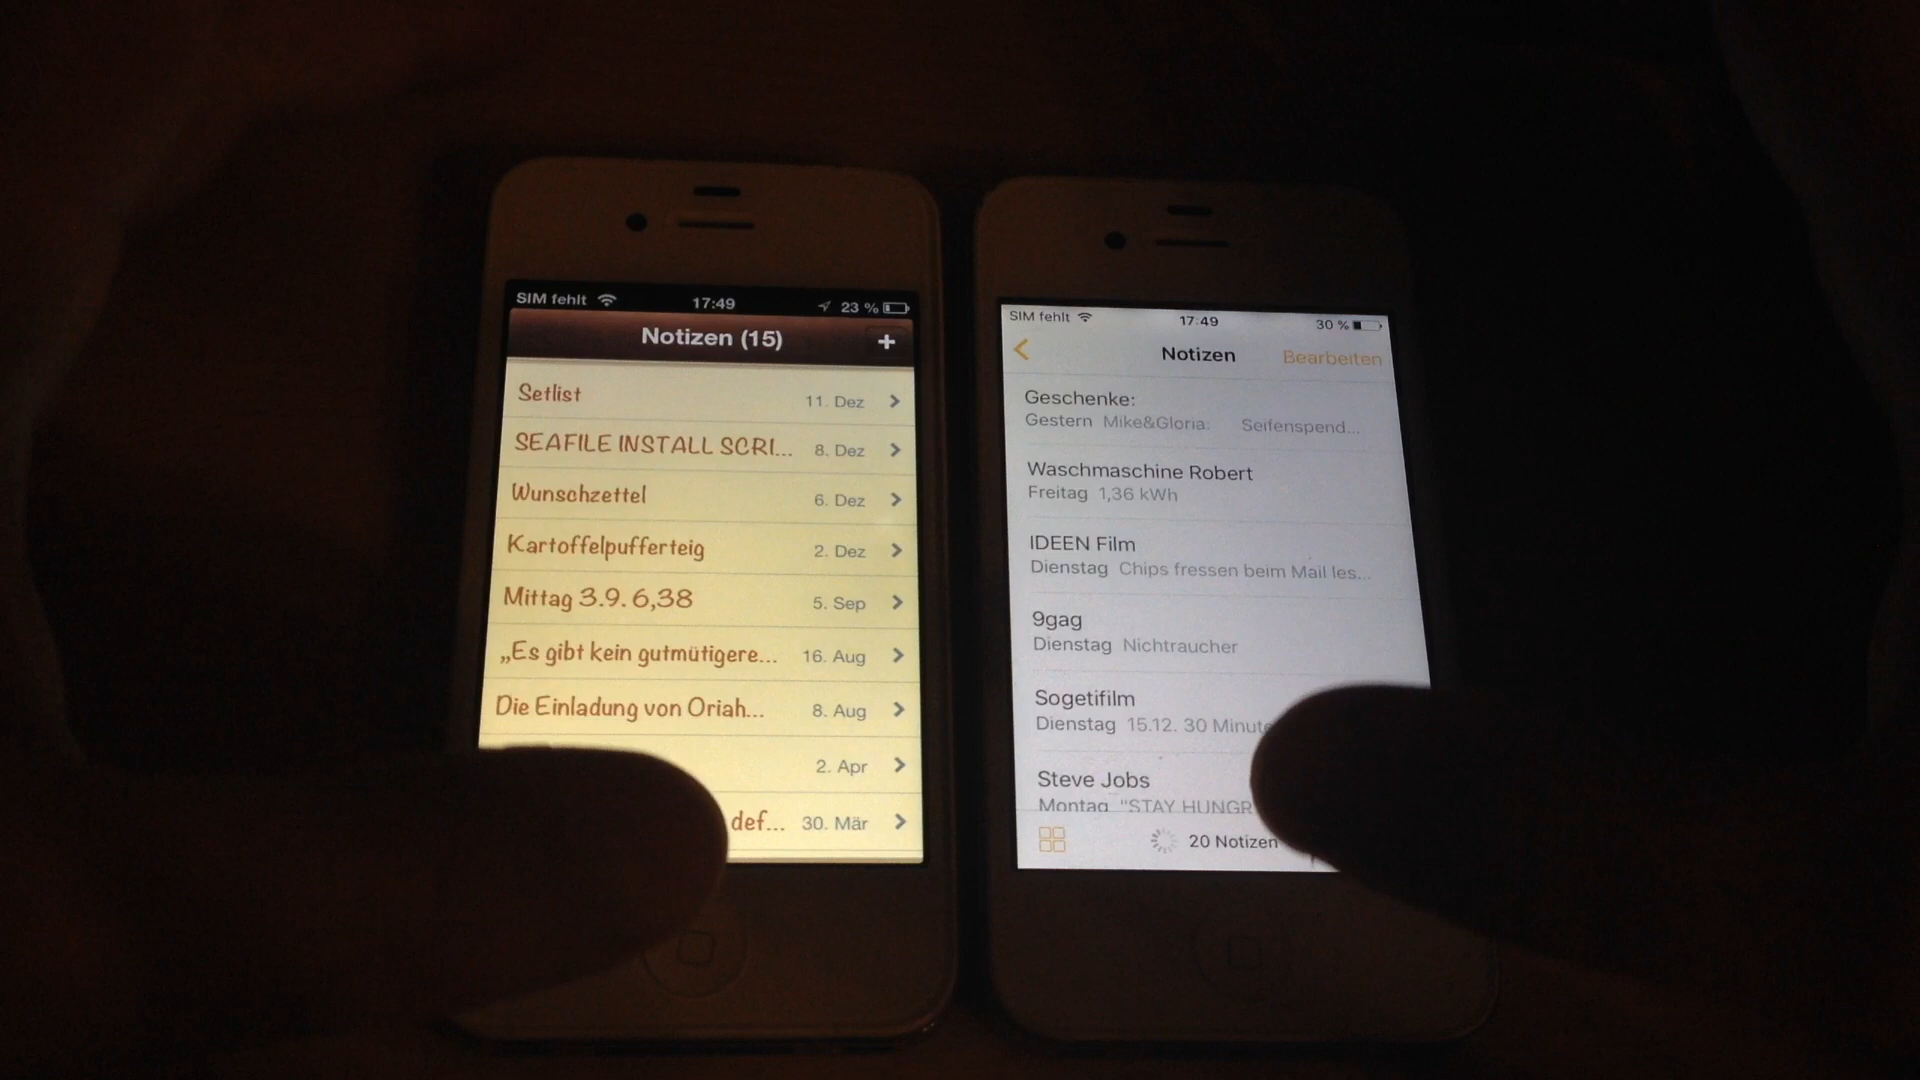 SIM fehlt 17:49 23 %
Notizen (15) +
Setlist 11. Dez
SEAFILE INSTALL SCRI... 8. Dez
Wunschzettel 6. Dez
Kartoffelpufferteig 2. Dez
Mittag 3.9. 6,38 5. Sep
„Es gibt kein gutmütigere... 16. Aug
Die Einladung von Oriah... 8. Aug
2. Apr
def... 30. Mär
SIM fehlt 17:49 30 %
Notizen Bearbeiten
Geschenke:
Gestern Mike&Gloria: Seifenspend...
Waschmaschine Robert
Freitag 1,36 kWh
IDEEN Film
Dienstag Chips fressen beim Mail les...
9gag
Dienstag Nichtraucher
Sogetifilm
Dienstag 15.12. 30 Minute
Steve Jobs
Montag "STAY HUNGR
20 Notizen